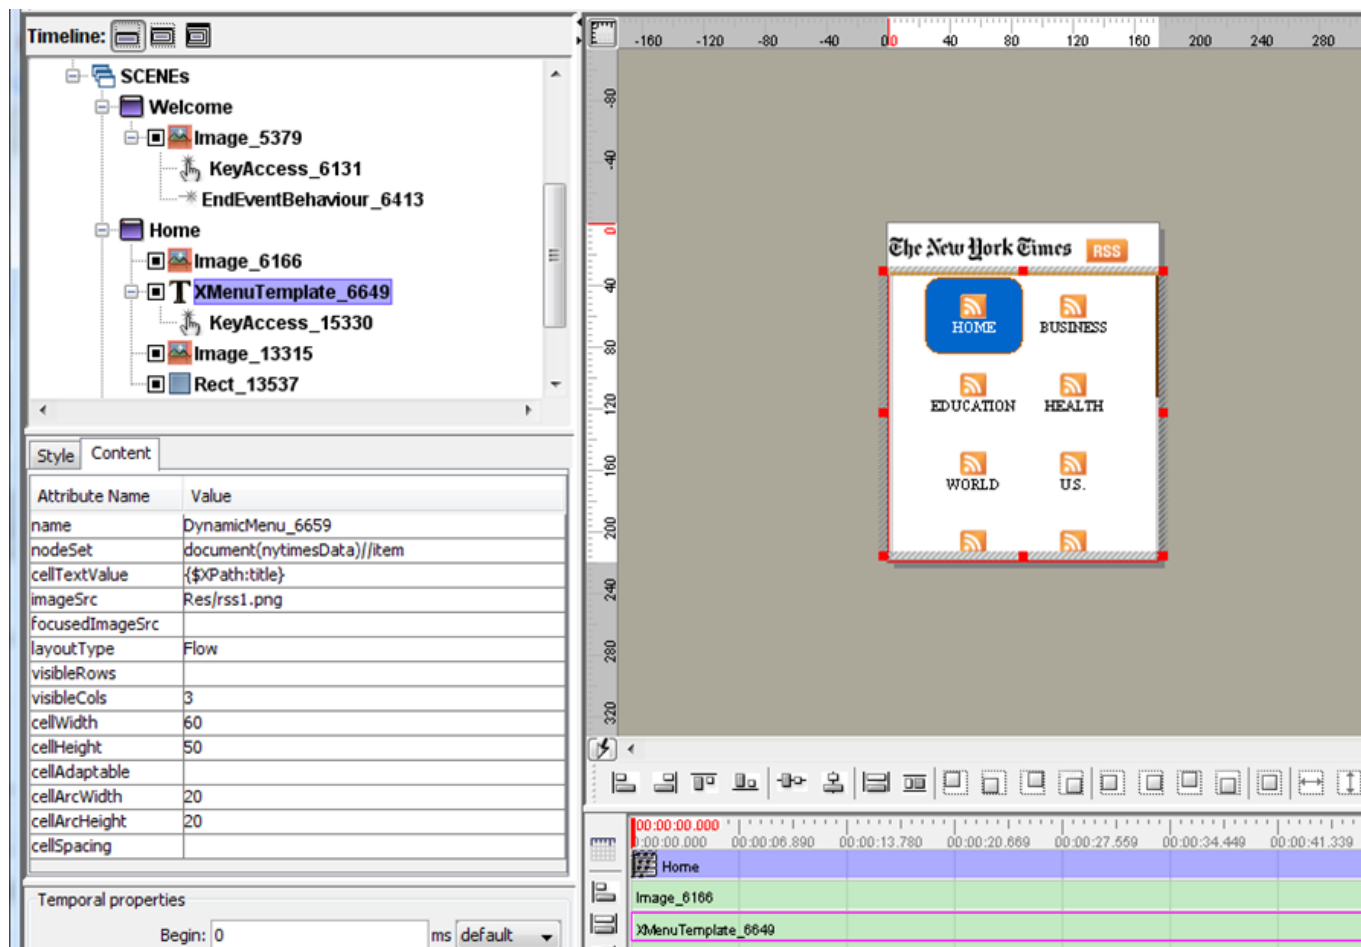 Timeline:
SCENEs
Welcome
Image_5379
KeyAccess_6131
EndEventBehaviour_6413
Home
Image_6166
T XMenuTemplate_6649
KeyAccess_15330
Image_13315
Rect_13537
Style Content
Attribute Name Value
name DynamicMenu_6659
nodeSet document(nytimesData)//item
cellTextValue {$XPath:title}
imageSrc Res/rss1.png
focusedImageSrc
layoutType Flow
visibleRows
visibleCols 3
cellWidth 60
cellHeight 50
cellAdaptable
cellArcWidth 20
cellArcHeight 20
cellSpacing
Temporal properties
Begin: 0 ms default
-160 -120 -80 -40 0 40 80 120 160 200 240 280
-80
-40
0
40
80
120
160
200
240
280
320
The New York Times RSS
HOME BUSINESS
EDUCATION HEALTH
WORLD U.S.
00:00:00.000
0:00:00.000 00:00:06.890 00:00:13.780 00:00:20.669 00:00:27.559 00:00:34.449 00:00:41.339
Home
Image_6166
XMenuTemplate_6649